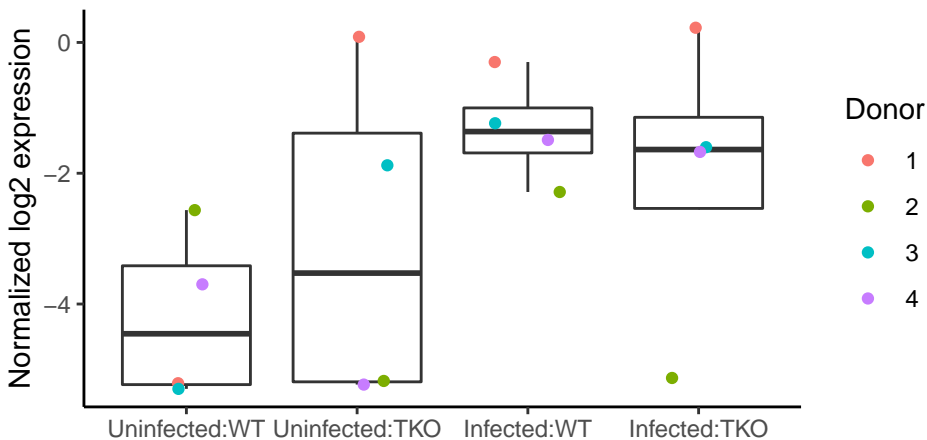 Normalized log2 expression
0
−2
−4
Uninfected:WT
Uninfected:TKO
Infected:WT
Infected:TKO
Donor
1
2
3
4